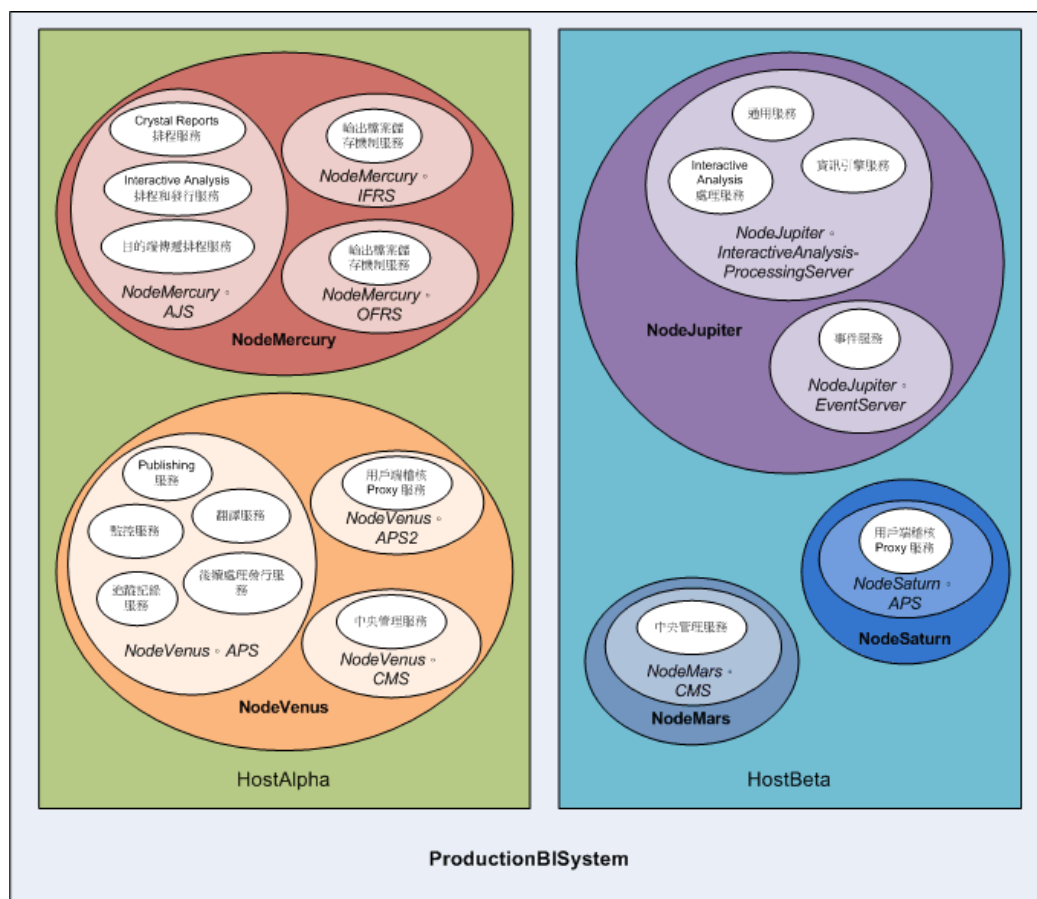 Crystal Reports
排程服務
Interactive Analysis
排程和發行服務
目的端傳遞排程服務
NodeMercury。
AJS
輸出檔案儲
存機制服務
NodeMercury。
IFRS
輸出檔案儲
存機制服務
NodeMercury。
OFRS
NodeMercury
Publishing
服務
監控服務
翻譯服務
追蹤記錄
服務
後續處理發行服
務
NodeVenus。APS
用戶端稽核
Proxy 服務
NodeVenus。
APS2
中央管理服務
NodeVenus。
CMS
NodeVenus
HostAlpha
通用服務
Interactive
Analysis
處理服務
資訊引擎服務
NodeJupiter。
InteractiveAnalysis-
ProcessingServer
NodeJupiter
事件服務
NodeJupiter。
EventServer
用戶端稽核
Proxy 服務
NodeSaturn。
APS
NodeSaturn
中央管理服務
NodeMars。
CMS
NodeMars
HostBeta
ProductionBISystem